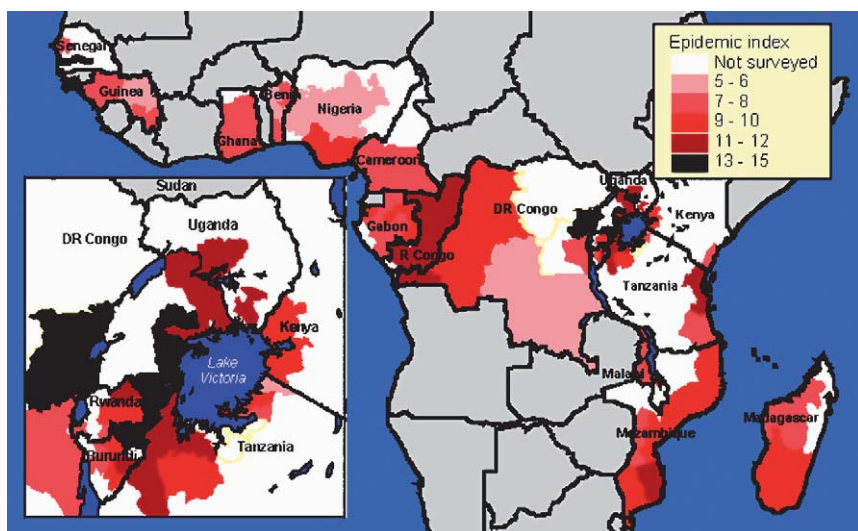 Senegal
Guinea
Ghana
Benin
Nigeria
Cameroon
Gabon
R Congo
DR Congo
Uganda
Kenya
Tanzania
Malawi
Mozambique
Madagascar
Epidemic index
Not surveyed
5 - 6
7 - 8
9 - 10
11 - 12
13 - 15
Sudan
Uganda
DR Congo
Kenya
Lake
Victoria
Rwanda
Burundi
Tanzania